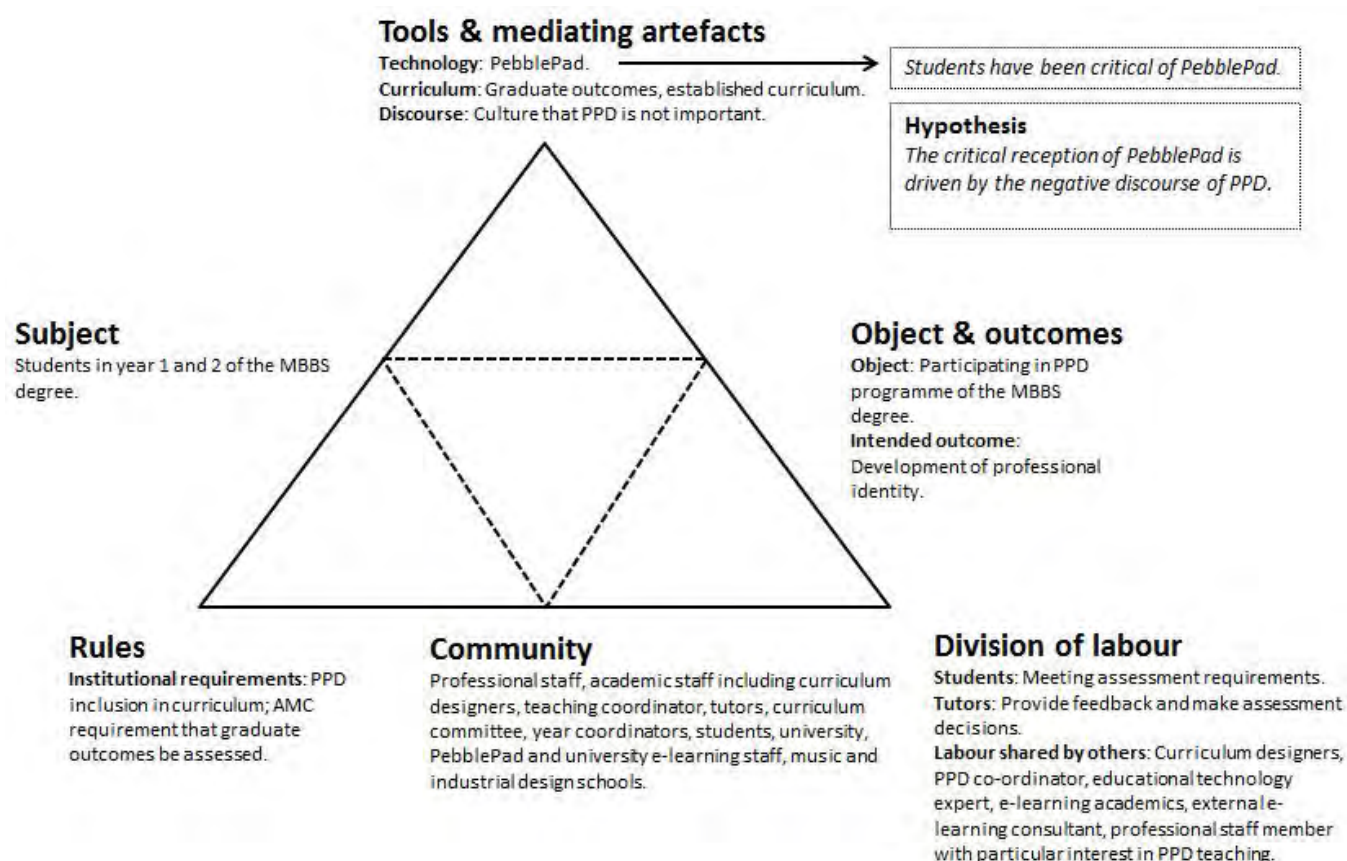 Tools & mediating artefacts
Technology: PebblePad.
Curriculum: Graduate outcomes, established curriculum.
Discourse: Culture that PPD is not important.
Students have been critical of PebblePad.
Hypothesis
The critical reception of PebblePad is
driven by the negative discourse of PPD.
Subject
Students in year 1 and 2 of the MBBS
degree.
Object & outcomes
Object: Participating in PPD
programme of the MBBS
degree.
Intended outcome:
Development of professional
identity.
Rules
Institutional requirements: PPD
inclusion in curriculum; AMC
requirement that graduate
outcomes be assessed.
Community
Professional staff, academic staff including curriculum
designers, teaching coordinator, tutors, curriculum
committee, year coordinators, students, university,
PebblePad and university e-learning staff, music and
industrial design schools.
Division of labour
Students: Meeting assessment requirements.
Tutors: Provide feedback and make assessment
decisions.
Labour shared by others: Curriculum designers,
PPD co-ordinator, educational technology
expert, e-learning academics, external e-
learning consultant, professional staff member
with particular interest in PPD teaching.